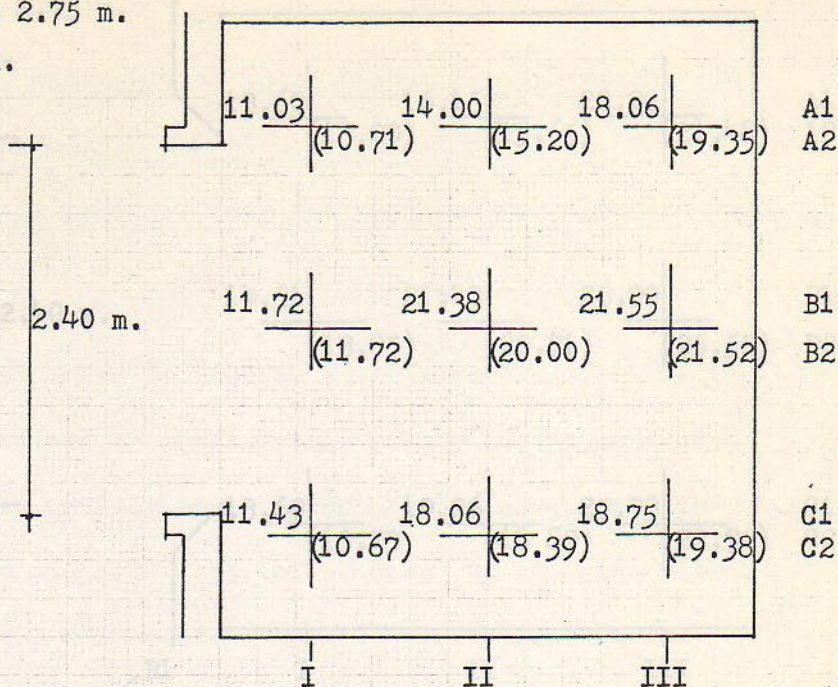 2.75 m.
11.03 14.00 18.06 A1
(10.71) (15.20) (19.35) A2
2.40 m.
11.72 21.38 21.55 B1
(11.72) (20.00) (21.52) B2
11.43 18.06 18.75 C1
(10.67) (18.39) (19.38) C2
I II III